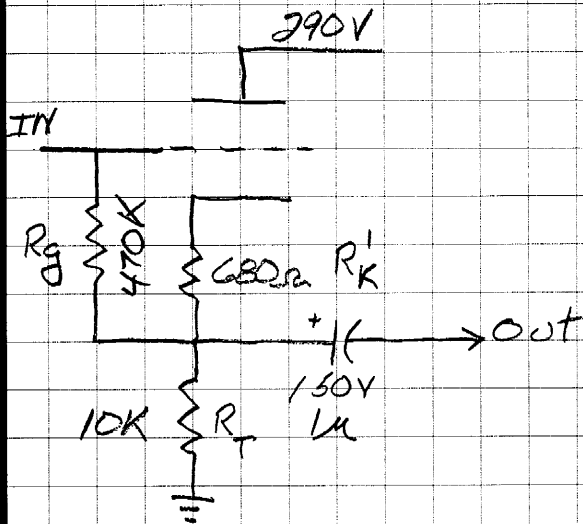 290V
IN
Rg
470K
680Ω
R'K
+
Out
150V
1µ
10K
RT